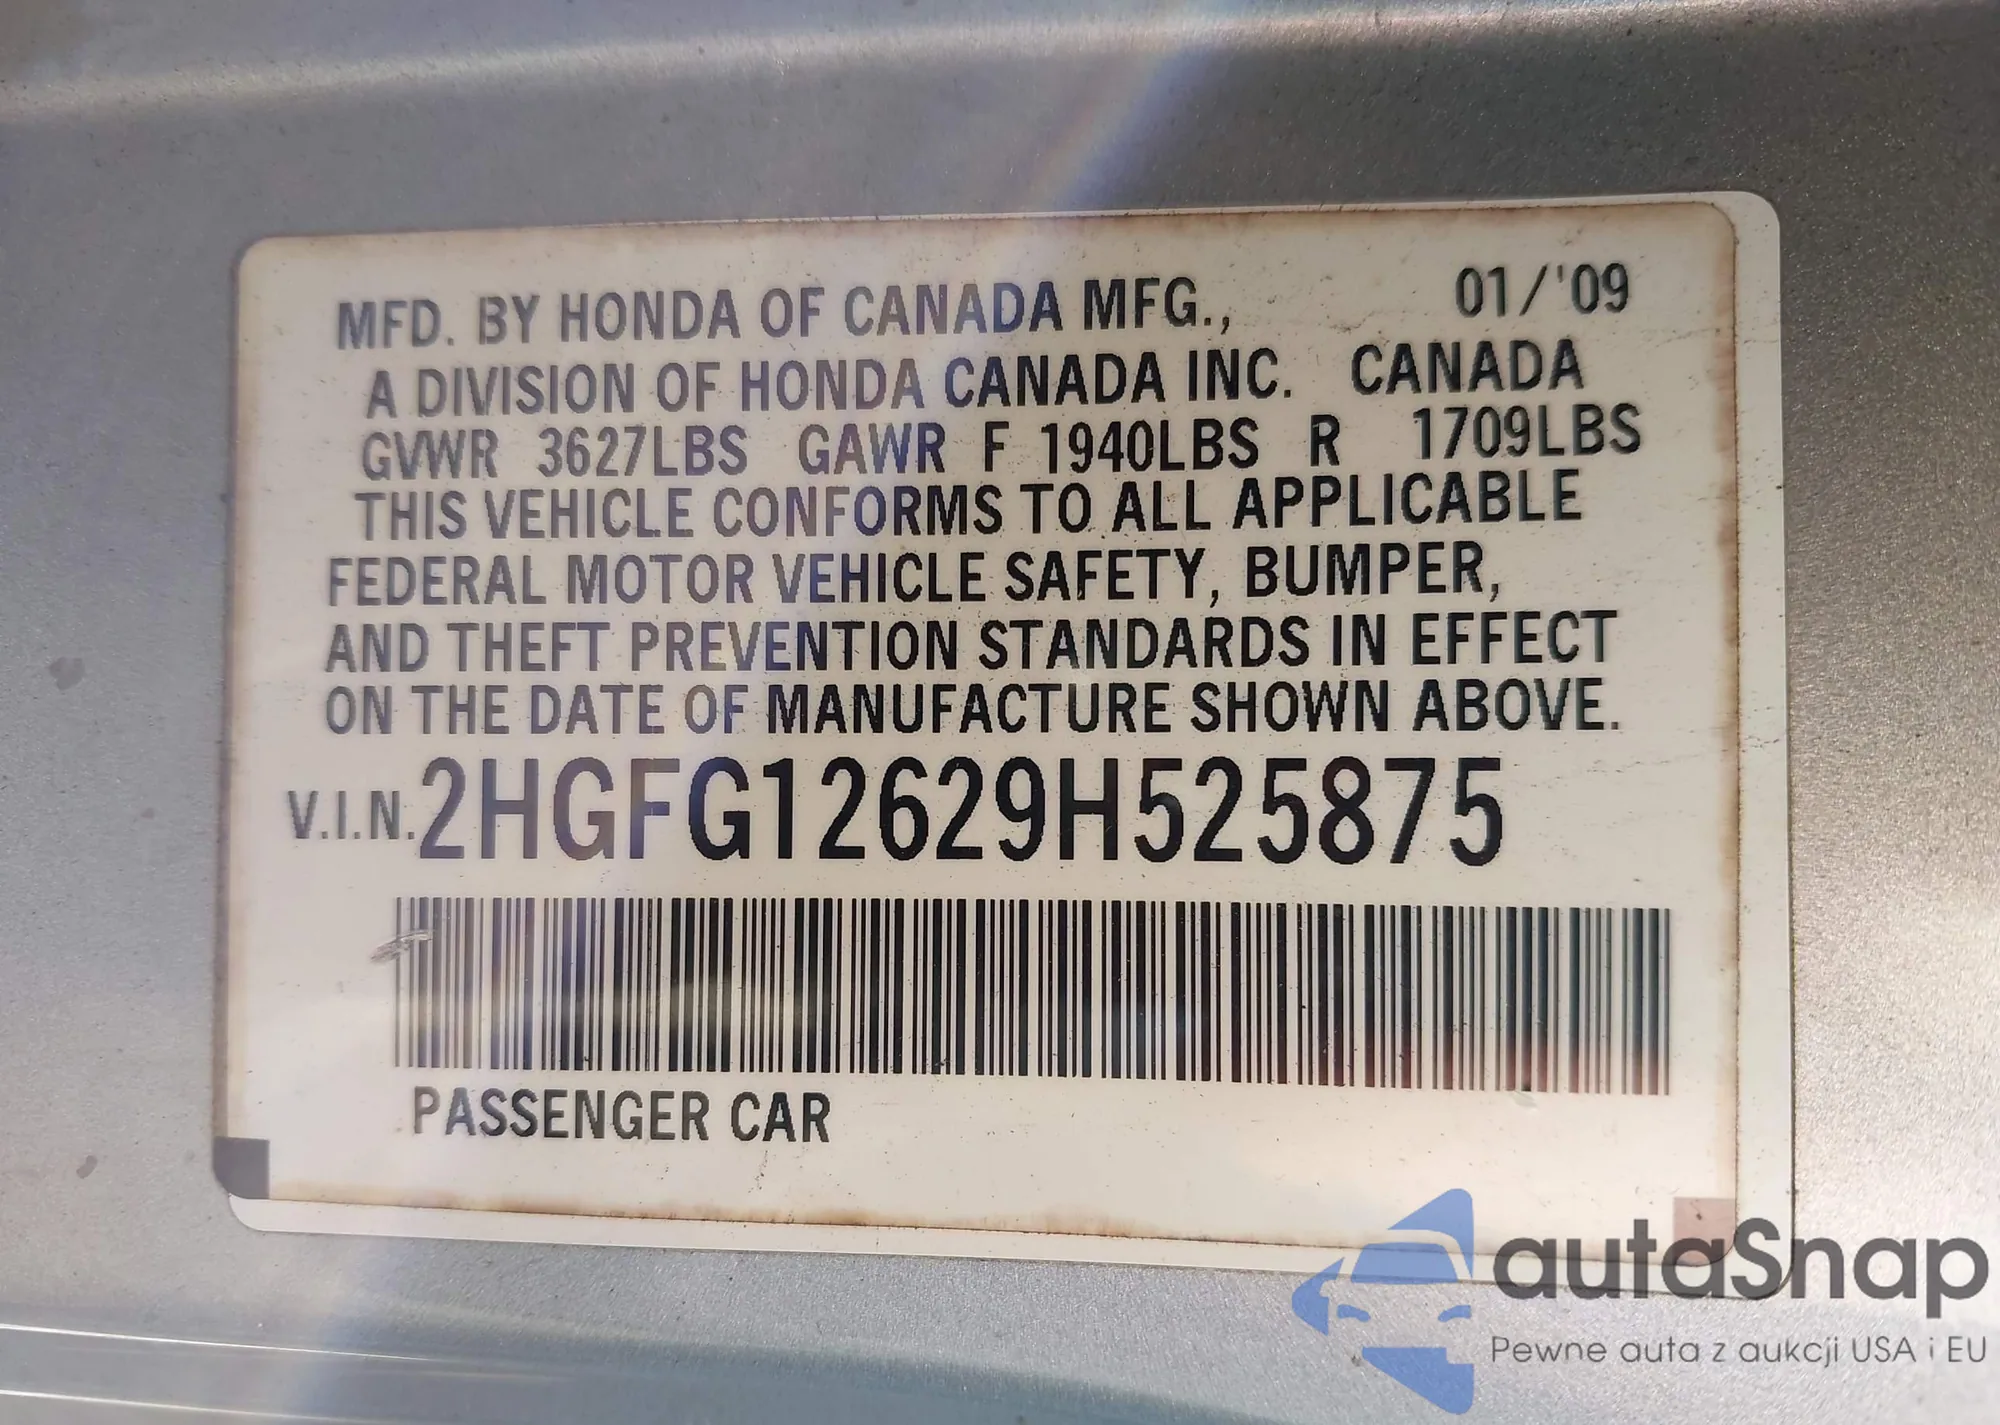 MFD. BY HONDA OF CANADA MFG., 01/'09
A DIVISION OF HONDA CANADA INC. CANADA
GVWR 3627LBS GAWR F 1940LBS R 1709LBS
THIS VEHICLE CONFORMS TO ALL APPLICABLE
FEDERAL MOTOR VEHICLE SAFETY, BUMPER,
AND THEFT PREVENTION STANDARDS IN EFFECT
ON THE DATE OF MANUFACTURE SHOWN ABOVE.
V.I.N. 2HGFG12629H525875
PASSENGER CAR
autaSnap
Pewne auta z aukcji USA i EU